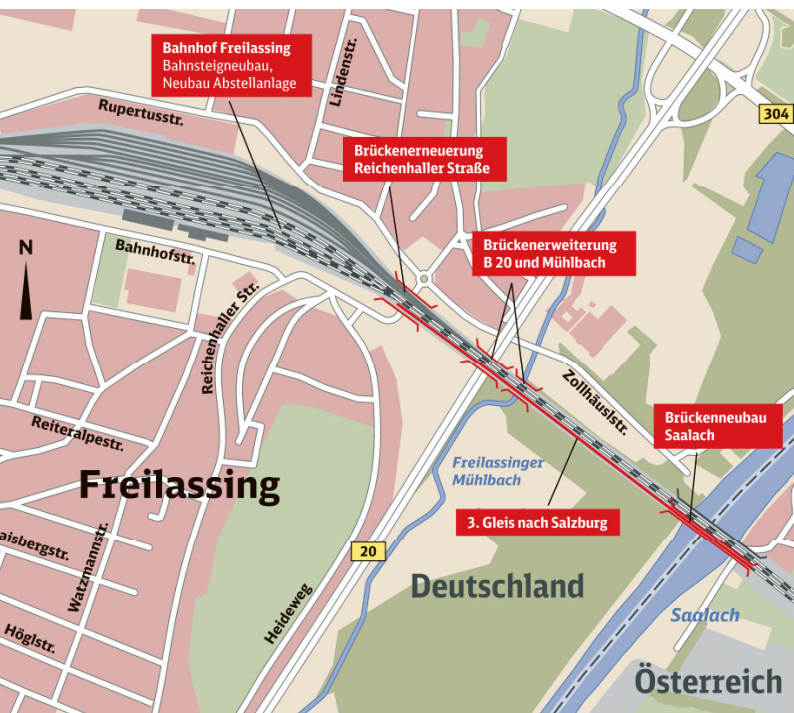 Bahnhof Freilassing
Bahnsteigneubau,
Neubau Abstellanlage
Lindenstr.
304
Rupertusstr.
Brückenerneuerung
Reichenhaller Straße
N
Bahnhofstr.
Brückenerweiterung
B 20 und Mühlbach
Reichenhaller Str.
Zollhäuslstr.
Brückenneubau
Saalach
Reiteralpestr.
Freilassinger
Mühlbach
Freilassing
3. Gleis nach Salzburg
aisbergstr.
Watzmannstr.
20
Heideweg
Deutschland
Saalach
Höglstr.
Österreich